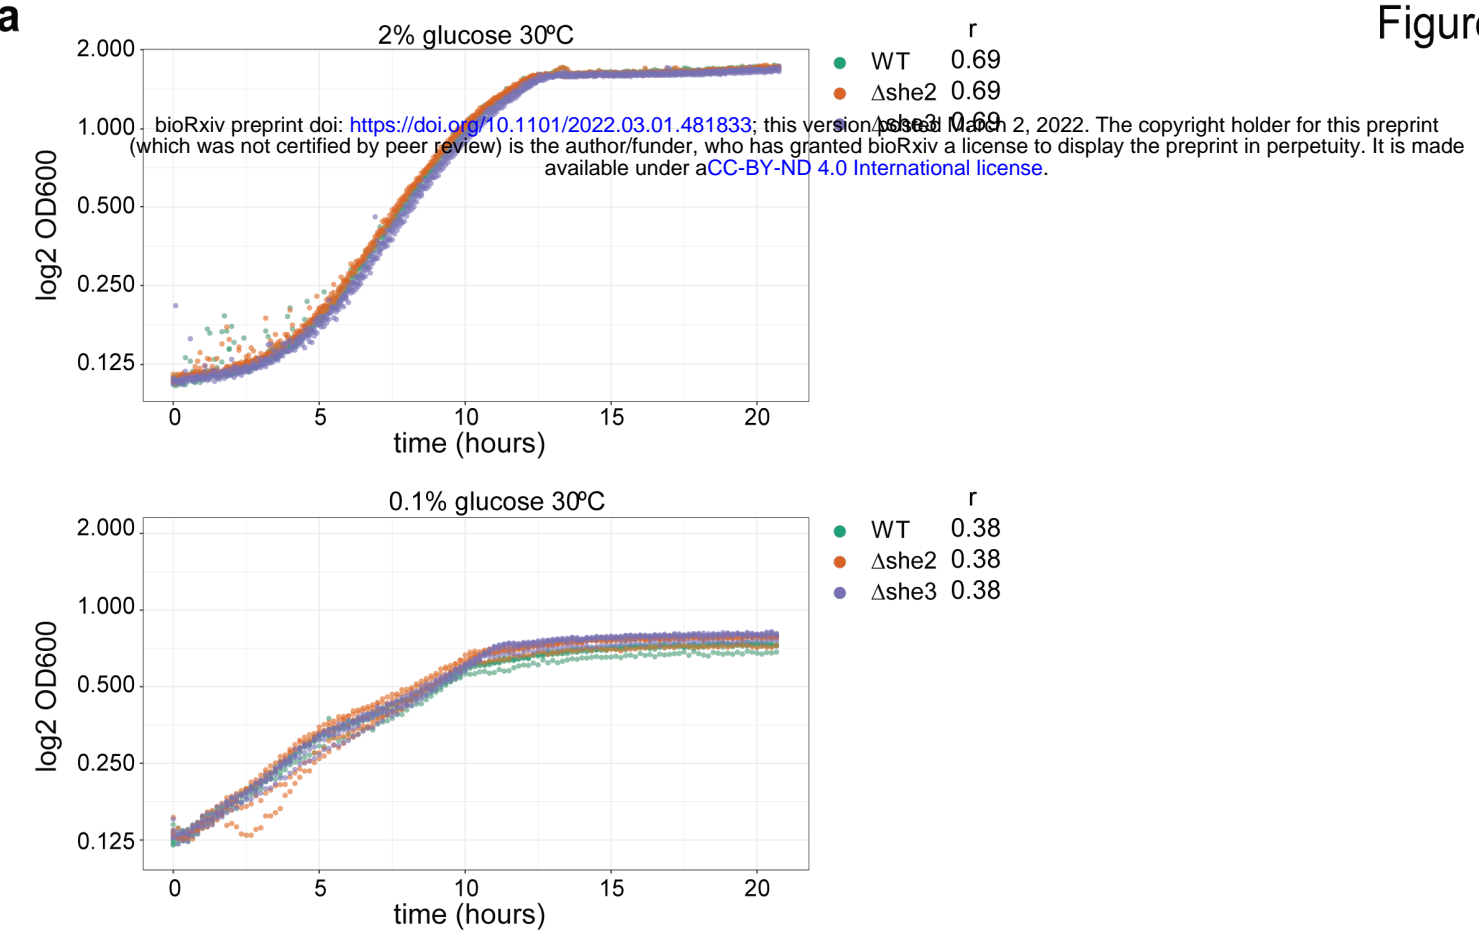 a
Figure
2% glucose 30ºC
r
2.000
1.000
0.500
0.250
0.125
log2 OD600
0
5
10
15
20
time (hours)
WT 0.69
Δshe2 0.69
Δshe3 0.69
bioRxiv preprint doi: https://doi.org/10.1101/2022.03.01.481833; this version posted March 2, 2022. The copyright holder for this preprint
(which was not certified by peer review) is the author/funder, who has granted bioRxiv a license to display the preprint in perpetuity. It is made
available under aCC-BY-ND 4.0 International license.
0.1% glucose 30ºC
r
2.000
1.000
0.500
0.250
0.125
log2 OD600
0
5
10
15
20
time (hours)
WT 0.38
Δshe2 0.38
Δshe3 0.38